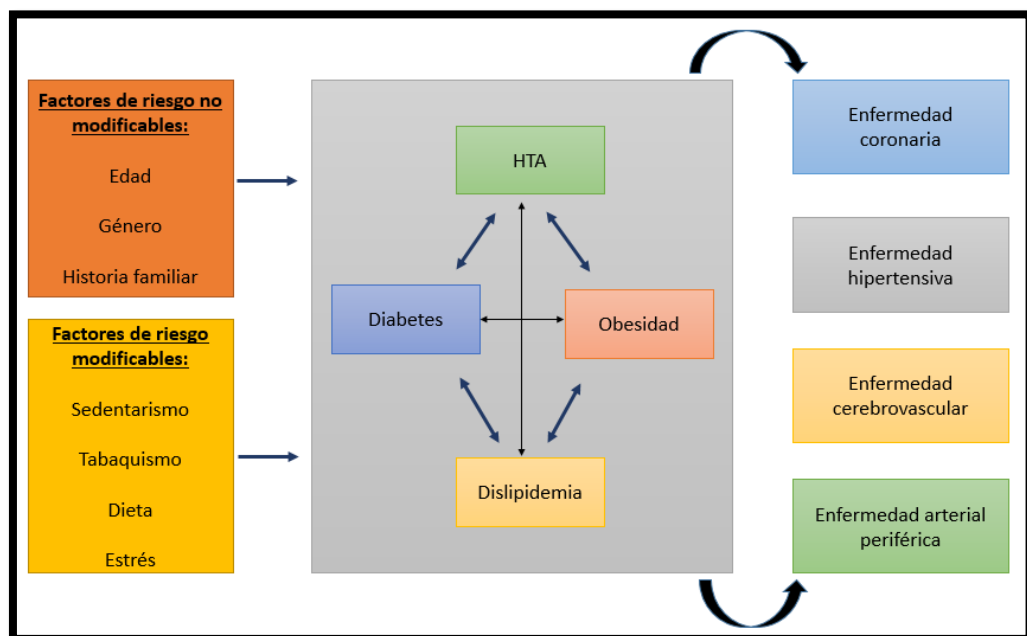 Factores de riesgo no
modificables:
Edad
Género
Historia familiar
Factores de riesgo
modificables:
Sedentarismo
Tabaquismo
Dieta
Estrés
HTA
Diabetes
Obesidad
Dislipidemia
Enfermedad
coronaria
Enfermedad
hipertensiva
Enfermedad
cerebrovascular
Enfermedad arterial
periférica